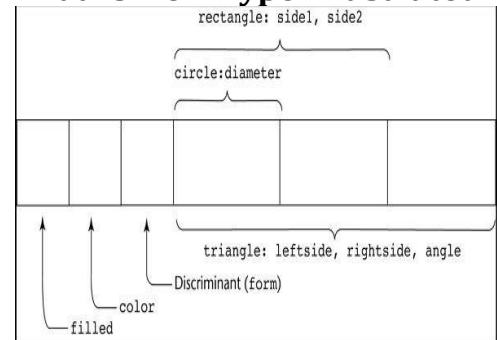 rectangle: side1, side2
circle:diameter
triangle: leftside, rightside, angle
Discriminant (form)
color
filled